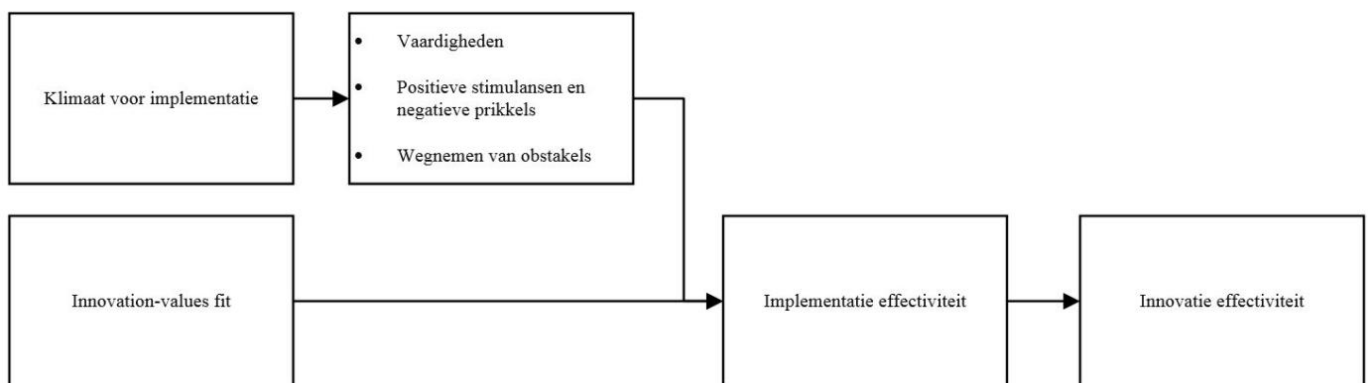 Klimaat voor implementatie
• Vaardigheden
• Positieve stimulansen en
negatieve prikkels
• Wegnemen van obstakels
Innovation-values fit
Implementatie effectiviteit
Innovatie effectiviteit